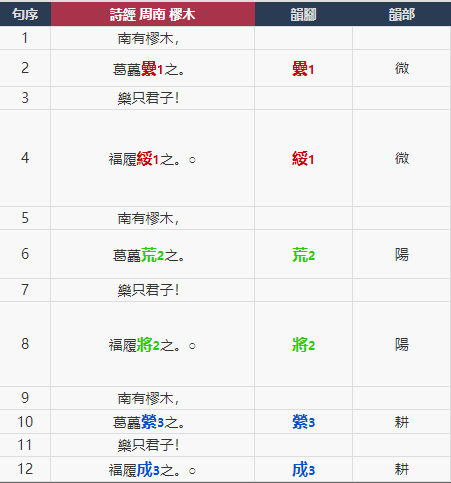 句序 詩經 周南 樛木 韻腳 韻部
1 南有樛木，
2 葛藟纍1之。 纍1 微
3 樂只君子！
4 福履綏1之。○ 綏1 微
5 南有樛木，
6 葛藟荒2之。 荒2 陽
7 樂只君子！
8 福履將2之。○ 將2 陽
9 南有樛木，
10 葛藟縈3之。 縈3 耕
11 樂只君子！
12 福履成3之。○ 成3 耕